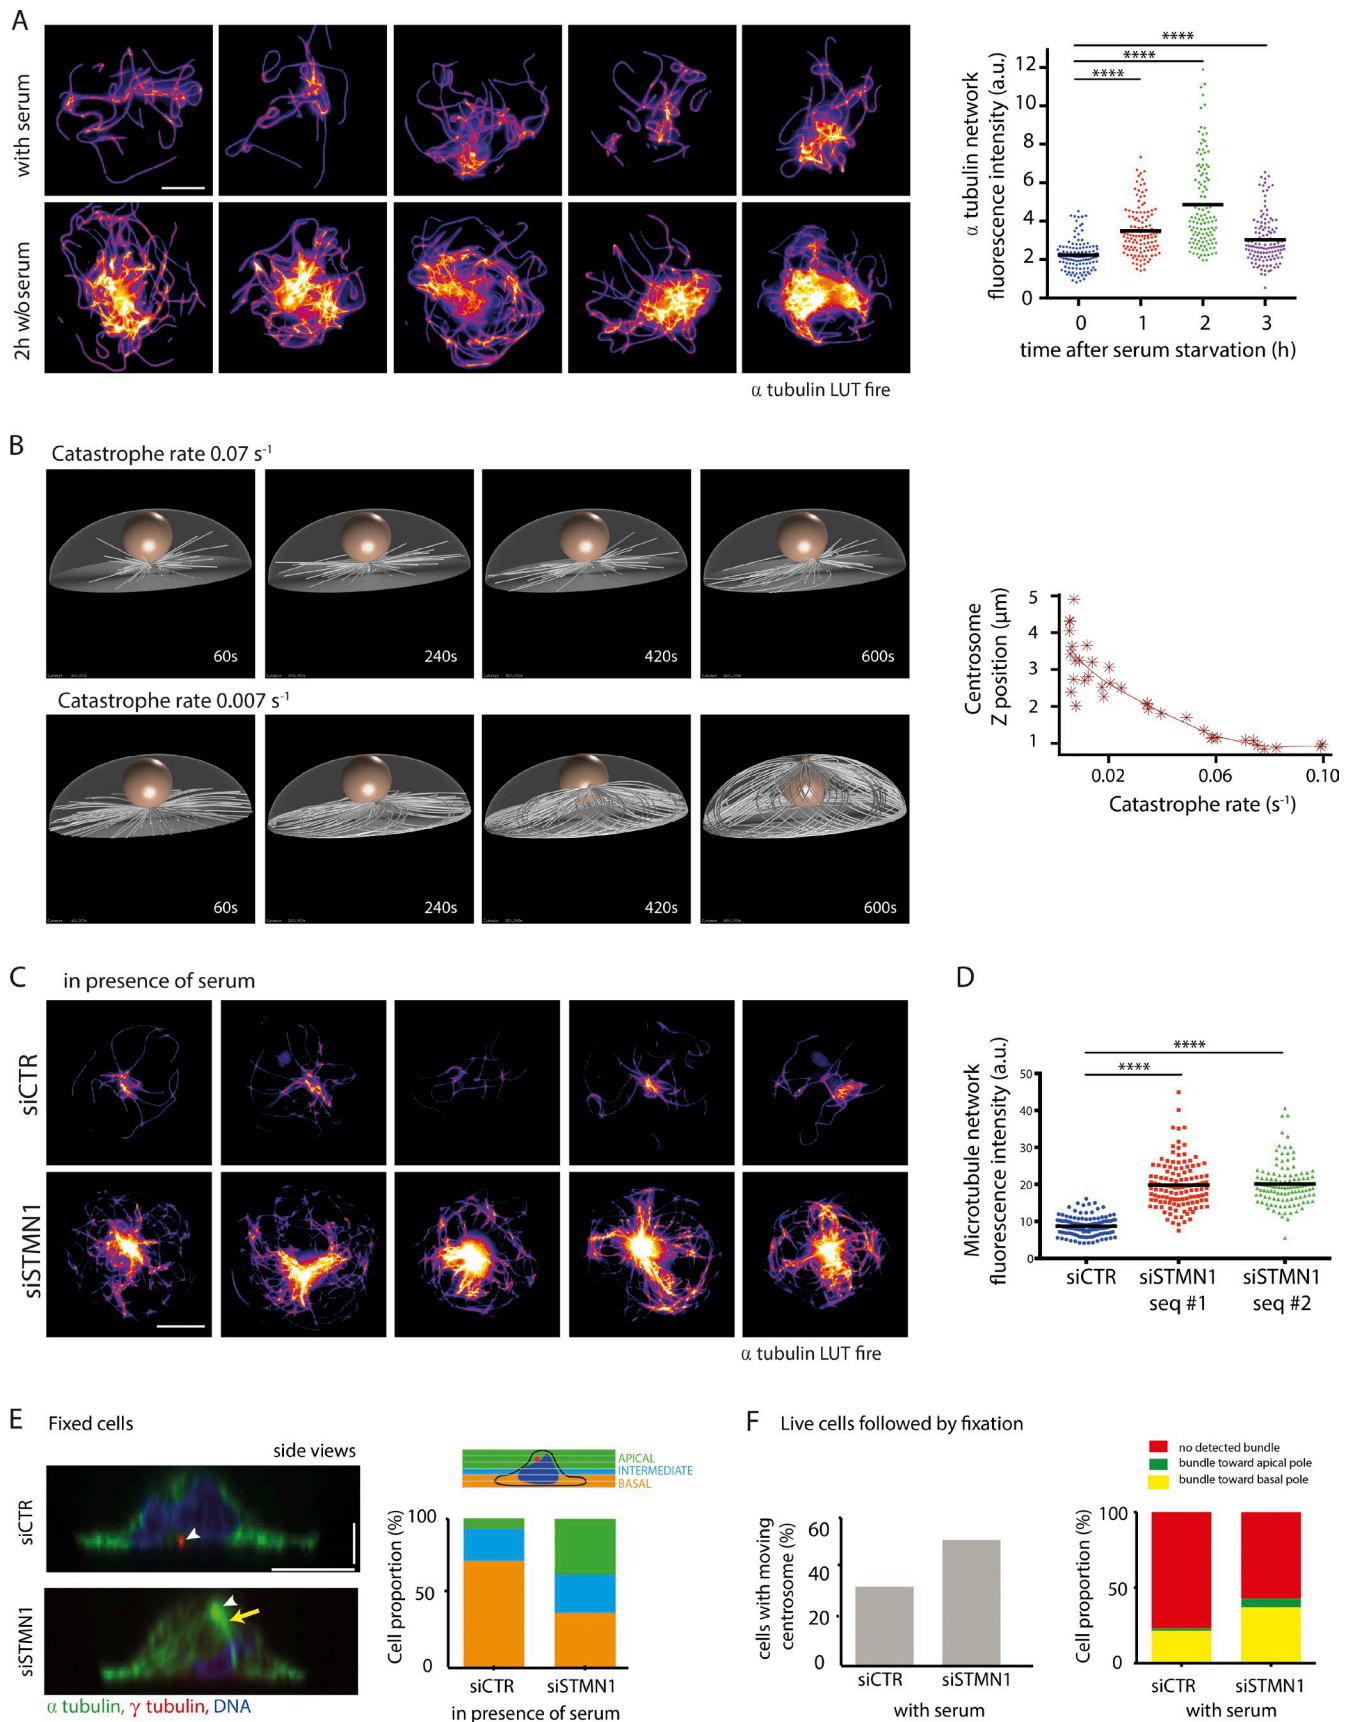 A
with serum
2h w/o serum
α tubulin LUT fire
α tubulin network
fluorescence intensity (a.u.)
****
****
****
12
10
8
6
4
2
0
0 1 2 3
time after serum starvation (h)
B
Catastrophe rate 0.07 s-1
60s
240s
420s
600s
Catastrophe rate 0.007 s-1
60s
240s
420s
600s
Centrosome
Z position (μm)
5
4
3
2
1
0.02 0.06 0.10
Catastrophe rate (s-1)
C
in presence of serum
siCTR
siSTMN1
α tubulin LUT fire
D
Microtubule network
fluorescence intensity (a.u.)
****
****
50
40
30
20
10
0
siCTR siSTMN1 siSTMN1
seq #1 seq #2
E
Fixed cells
side views
siCTR
siSTMN1
α tubulin, γ tubulin, DNA
APICAL
INTERMEDIATE
BASAL
Cell proportion (%)
100
50
0
siCTR siSTMN1
in presence of serum
F
Live cells followed by fixation
cells with moving
centrosome (%)
60
40
20
0
siCTR siSTMN1
with serum
no detected bundle
bundle toward apical pole
bundle toward basal pole
Cell proportion (%)
100
50
0
siCTR siSTMN1
with serum